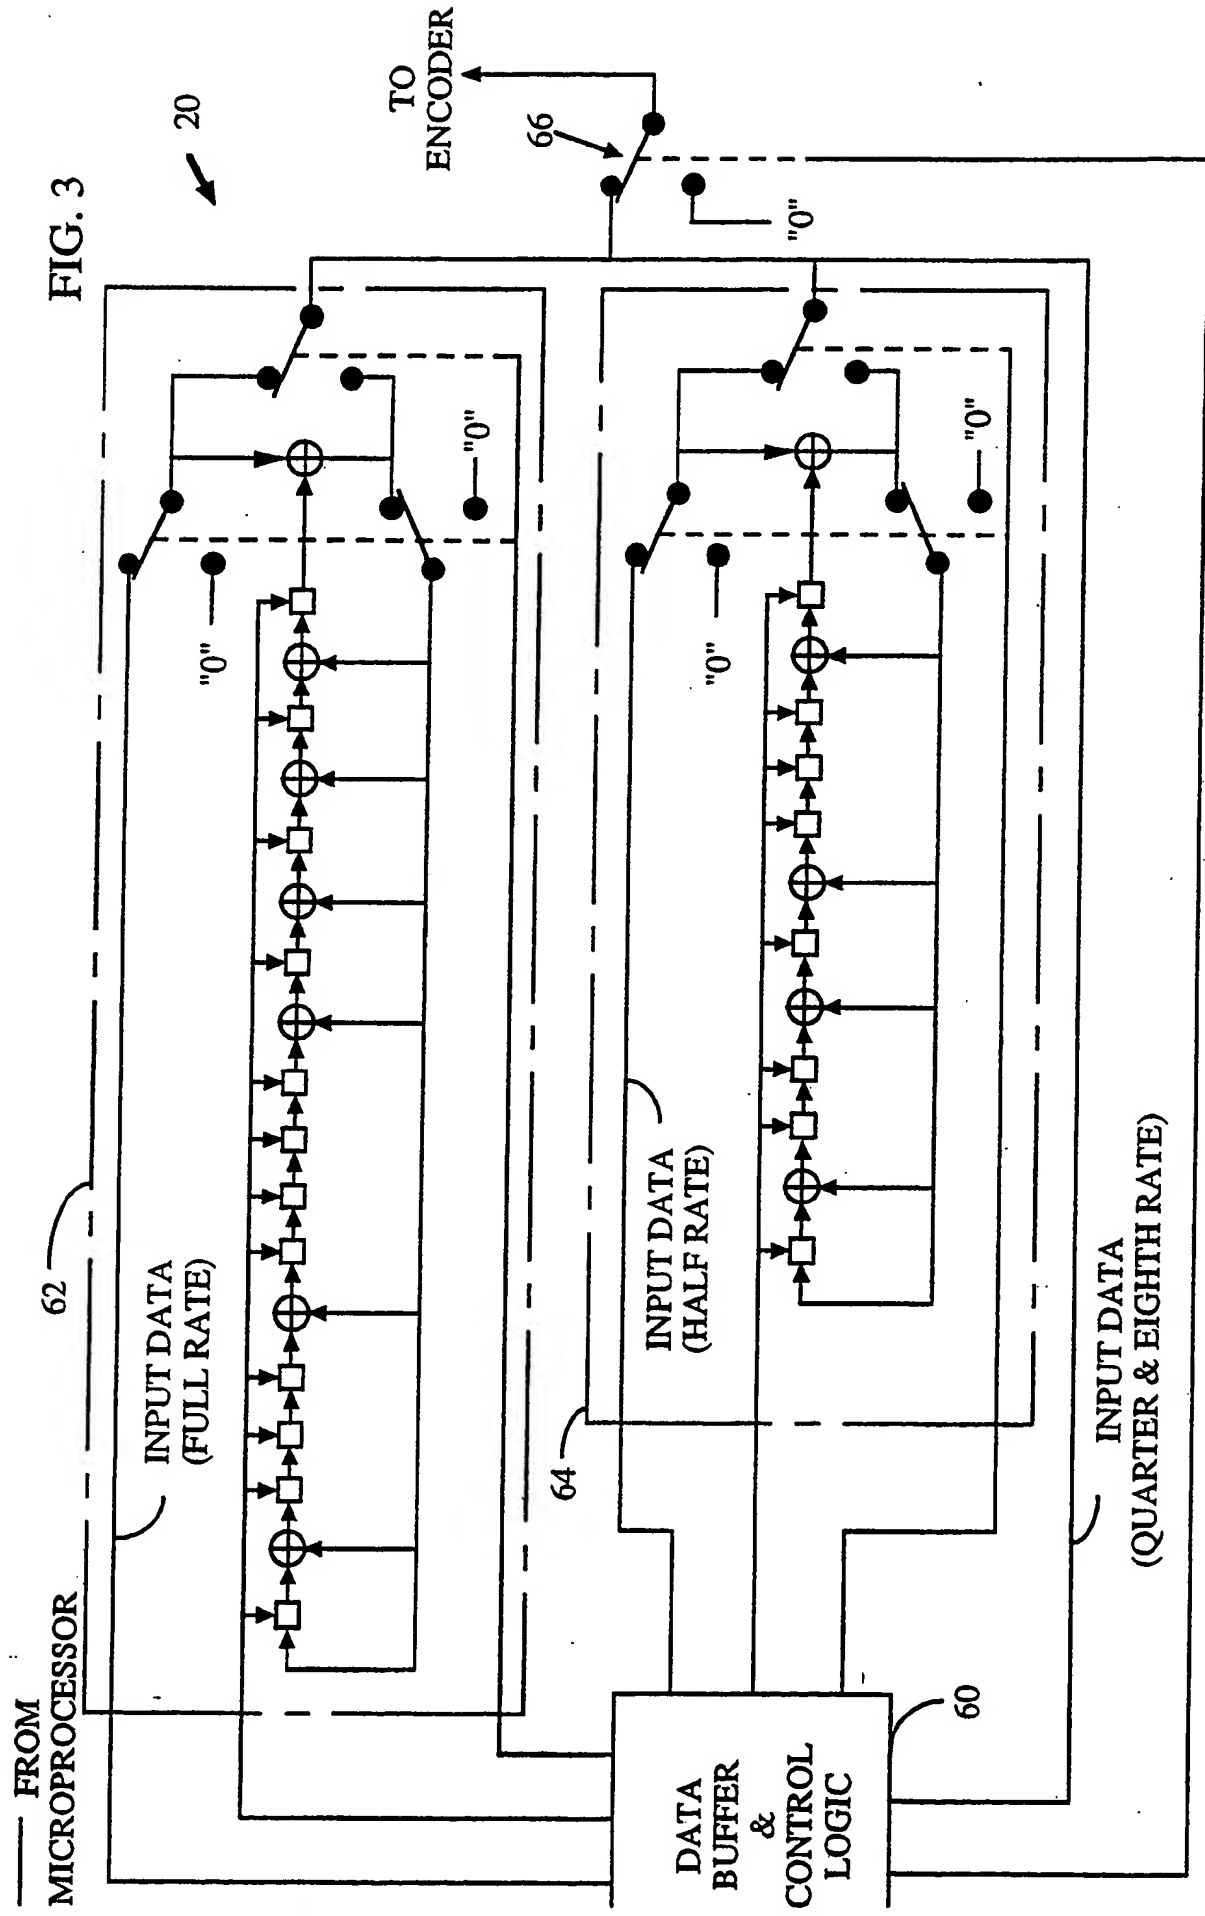 FIG. 3
20
TO
ENCODER
66
"0"
"0"
"0"
"0"
"0"
62
INPUT DATA
(FULL RATE)
64
INPUT DATA
(HALF RATE)
INPUT DATA
(QUARTER & EIGHTH RATE)
FROM
MICROPROCESSOR
DATA
BUFFER
&
CONTROL
LOGIC
60